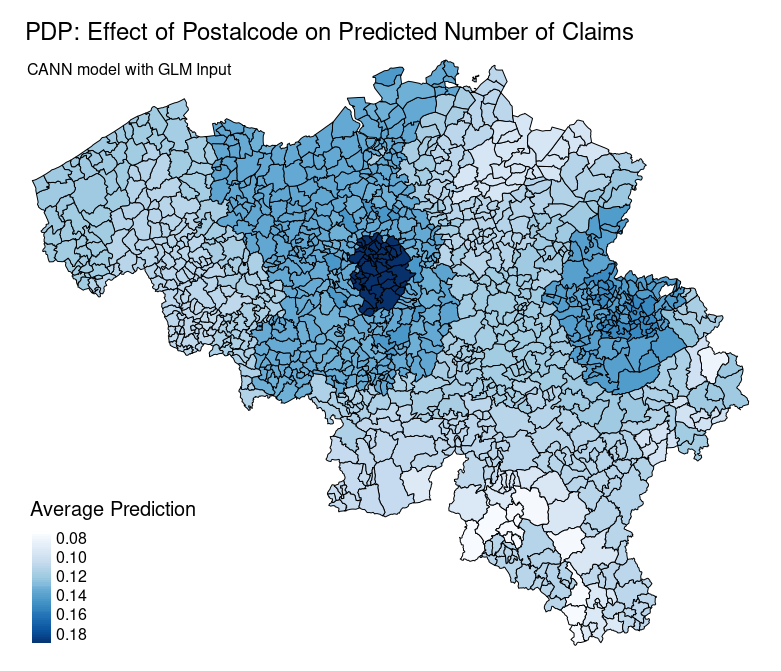 PDP: Effect of Postalcode on Predicted Number of Claims
CANN model with GLM Input
Average Prediction
0.08
0.10
0.12
0.14
0.16
0.18